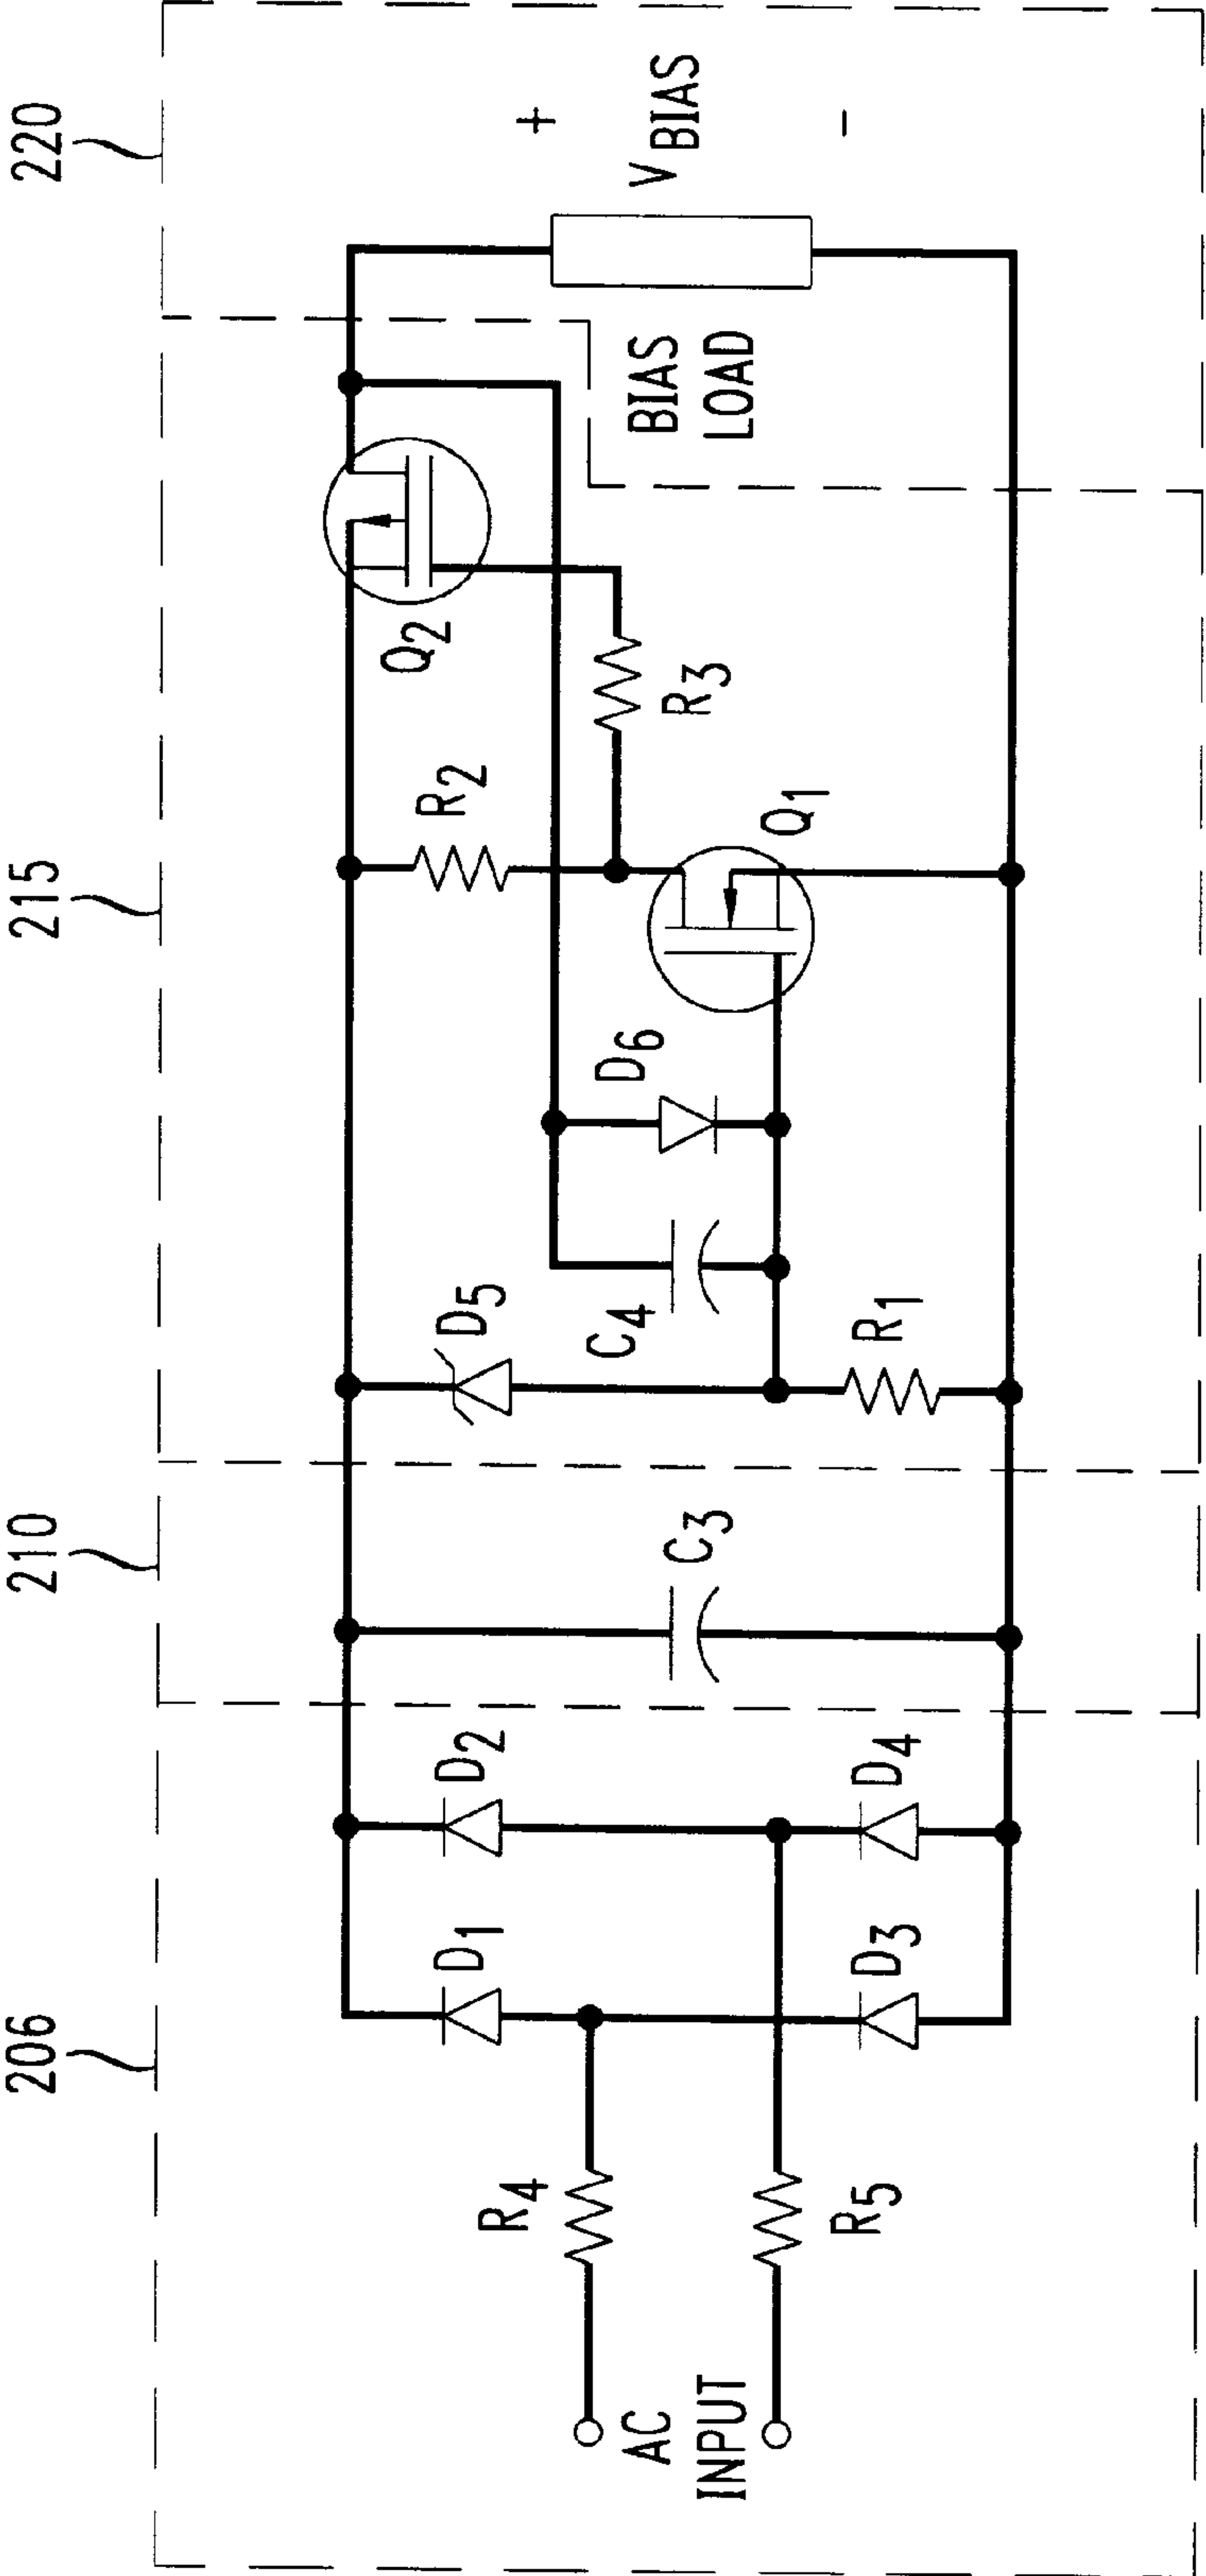 206
210
215
220
AC
INPUT
R4
R5
D1
D2
D3
D4
C3
D5
C4
D6
R1
R2
Q1
R3
Q2
BIAS
LOAD
+
V BIAS
-